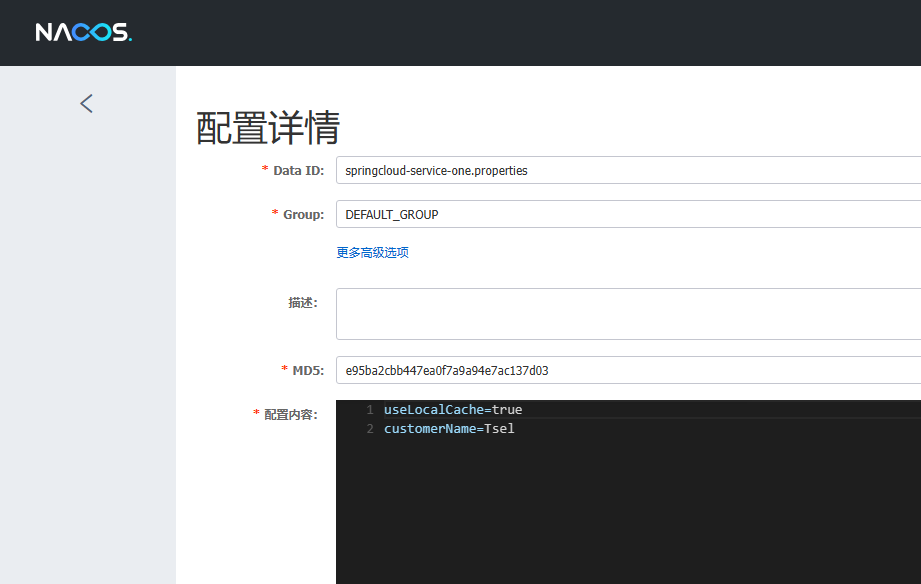 NACOS.
配置详情
* Data ID: springcloud-service-one.properties
* Group: DEFAULT_GROUP
更多高级选项
描述:
* MD5: e95ba2cbb447ea0f7a9a94e7ac137d03
* 配置内容: 1 useLocalCache=true
2 customerName=Tsel